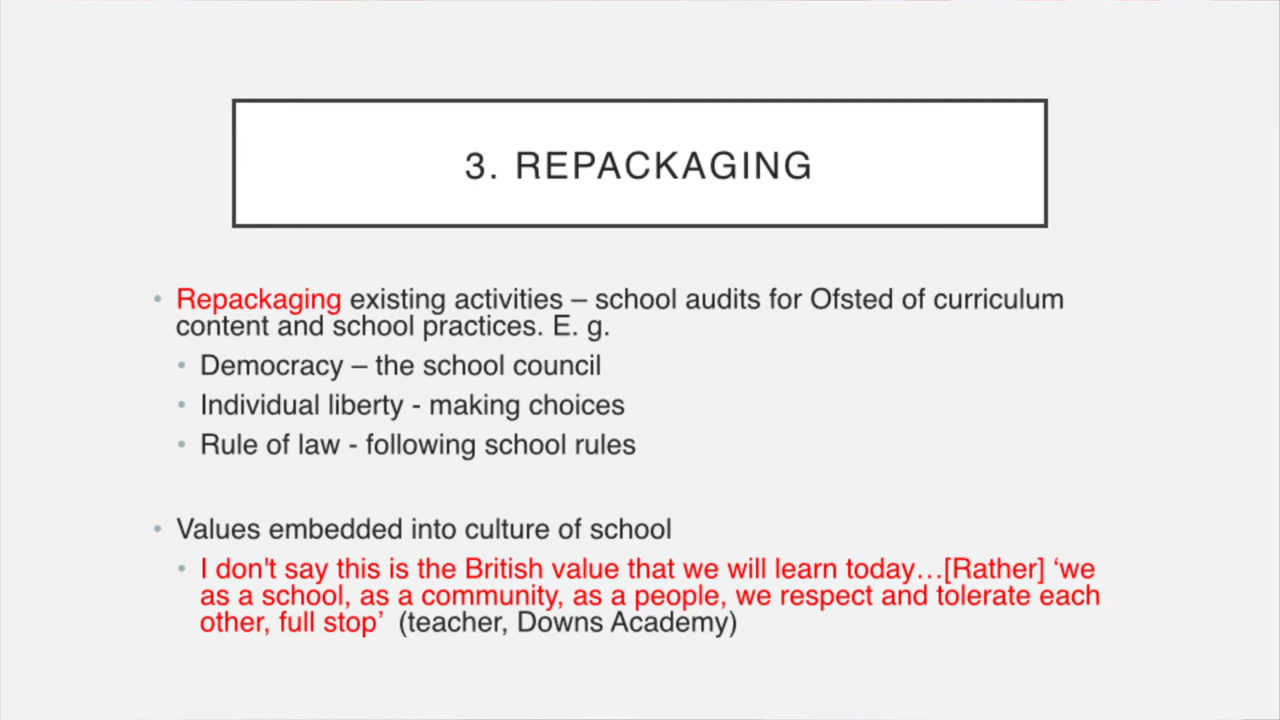 3. REPACKAGING
• Repackaging existing activities – school audits for Ofsted of curriculum
content and school practices. E. g.
• Democracy – the school council
• Individual liberty - making choices
• Rule of law - following school rules
• Values embedded into culture of school
• I don't say this is the British value that we will learn today…[Rather] ‘we
as a school, as a community, as a people, we respect and tolerate each
other, full stop’ (teacher, Downs Academy)